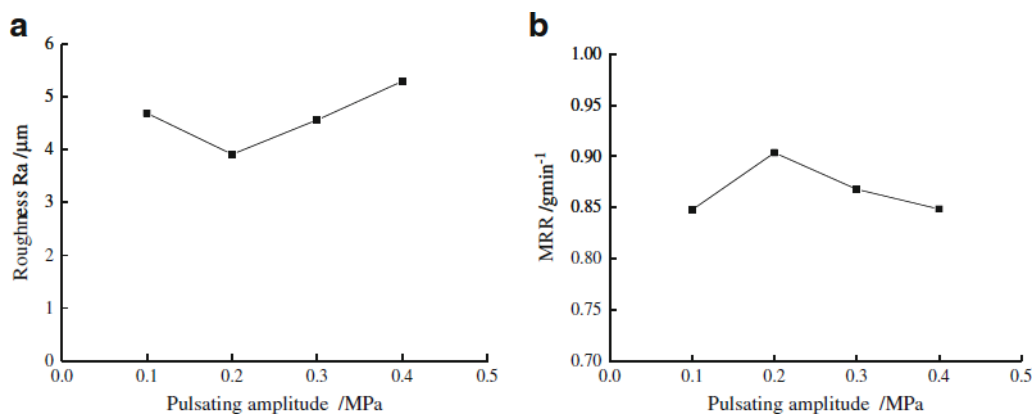 a
6
5
4
3
2
1
0
0.0 0.1 0.2 0.3 0.4 0.5
Roughness Ra /μm
Pulsating amplitude /MPa
b
1.00
0.95
0.90
0.85
0.80
0.75
0.70
0.0 0.1 0.2 0.3 0.4 0.5
MRR /gmin⁻¹
Pulsating amplitude /MPa